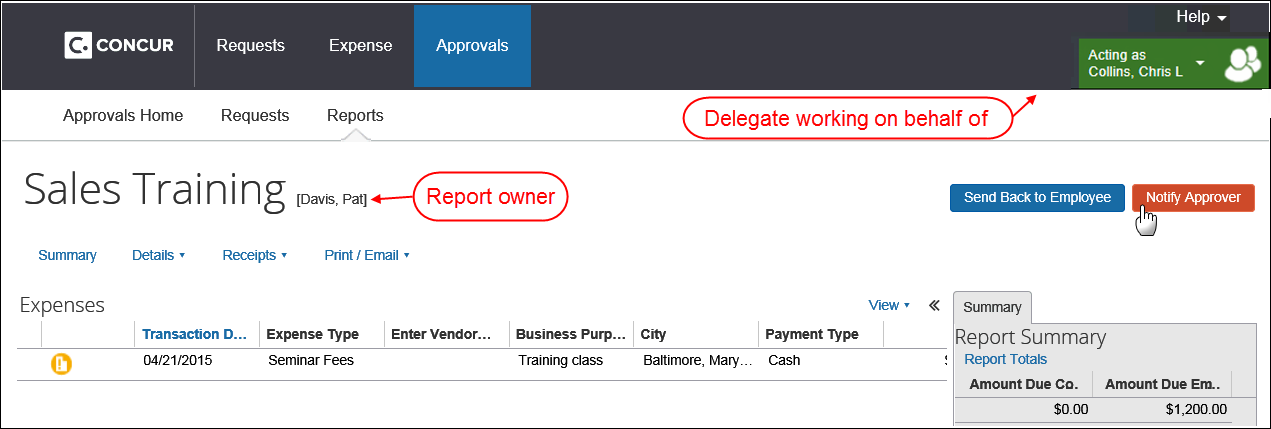 Help
CONCUR
Requests
Expense
Approvals
Acting as
Collins, Chris L
Approvals Home
Requests
Reports
Delegate working on behalf of
Sales Training [Davis, Pat]
Report owner
Send Back to Employee
Notify Approver
Summary
Details
Receipts
Print / Email
Expenses
View
Summary
Transaction D...
Expense Type
Enter Vendor...
Business Purp...
City
Payment Type
04/21/2015
Seminar Fees
Training class
Baltimore, Mary...
Cash
Report Summary
Report Totals
Amount Due Co..
Amount Due Em..
$0.00
$1,200.00